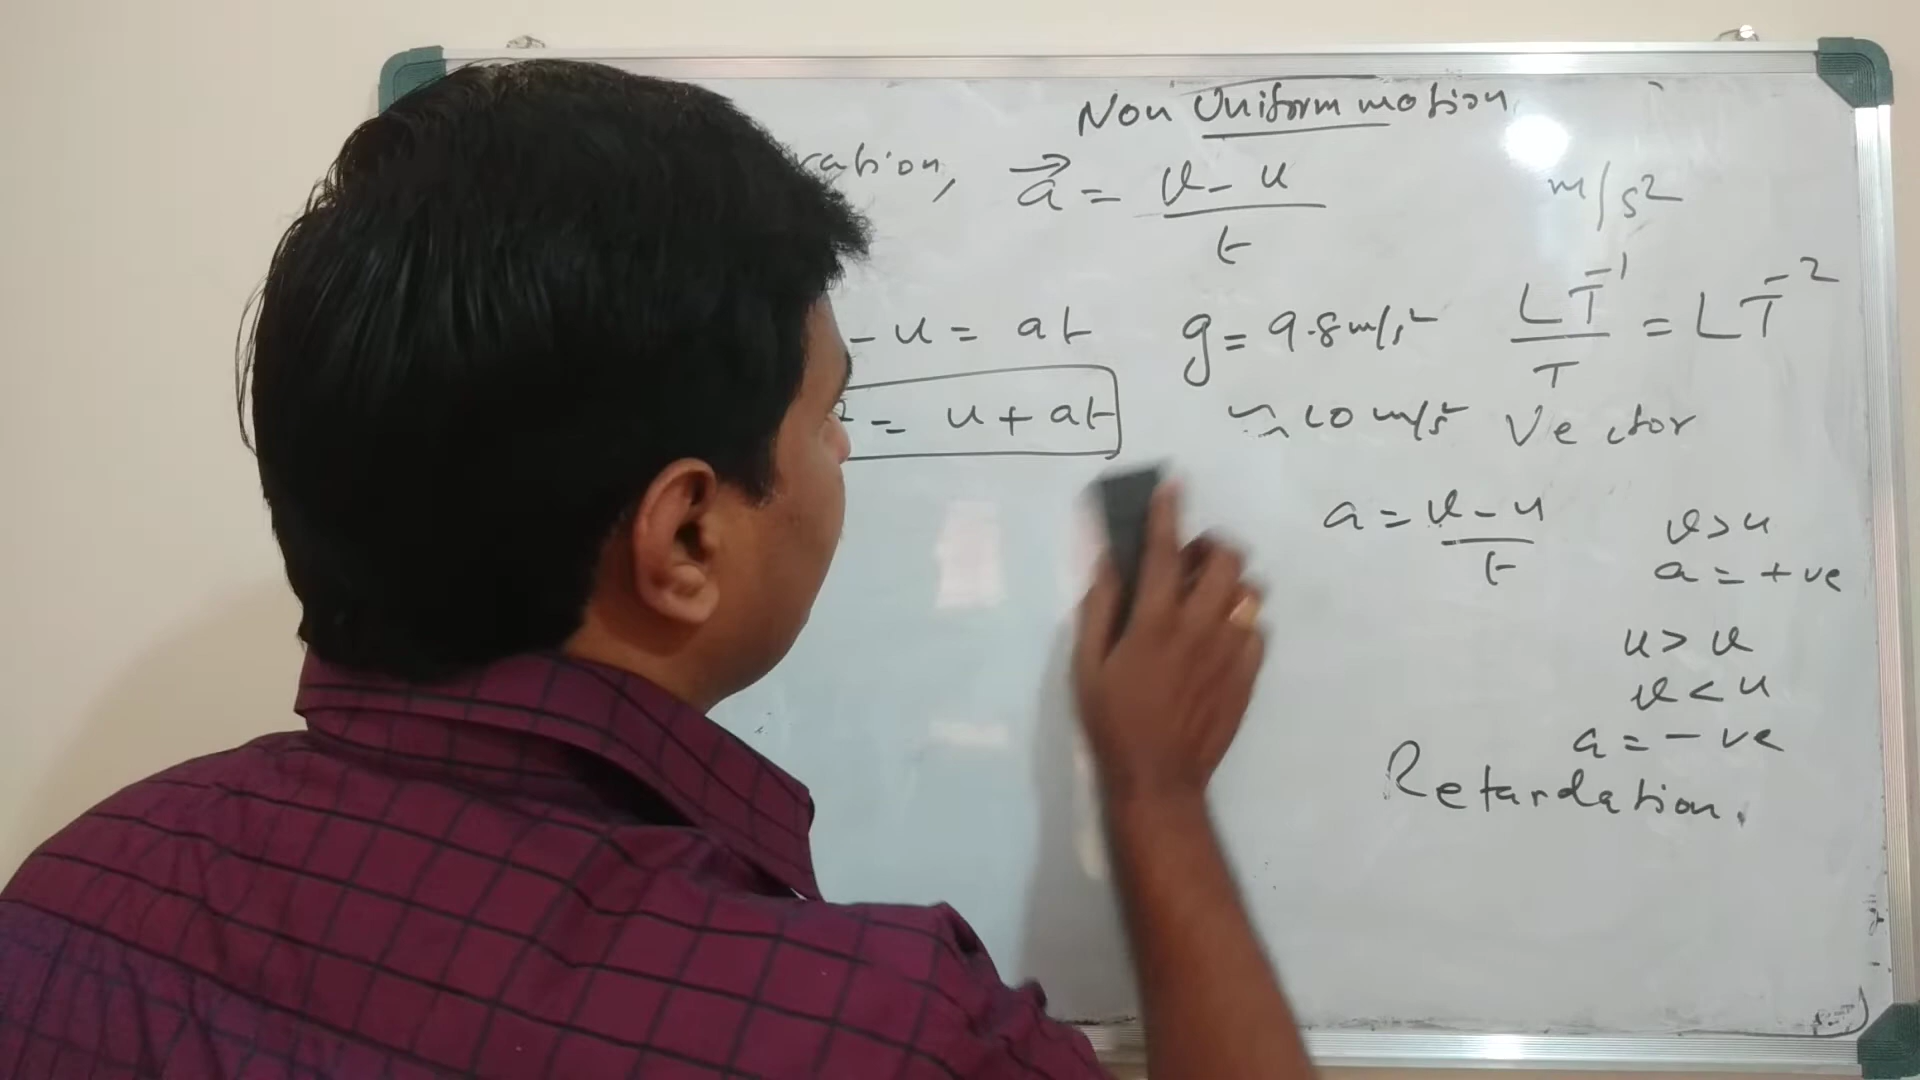 Non Uniform motion
ration, a⃗ = v - u / t
m/s²
- u = at
g = 9.8 m/s²
LT⁻¹ / T = LT⁻²
= u + at
≈ 10 m/s²
Vector
a = v - u / t
v > u
a = +ve
u > v
v < u
a = -ve
Retardation.